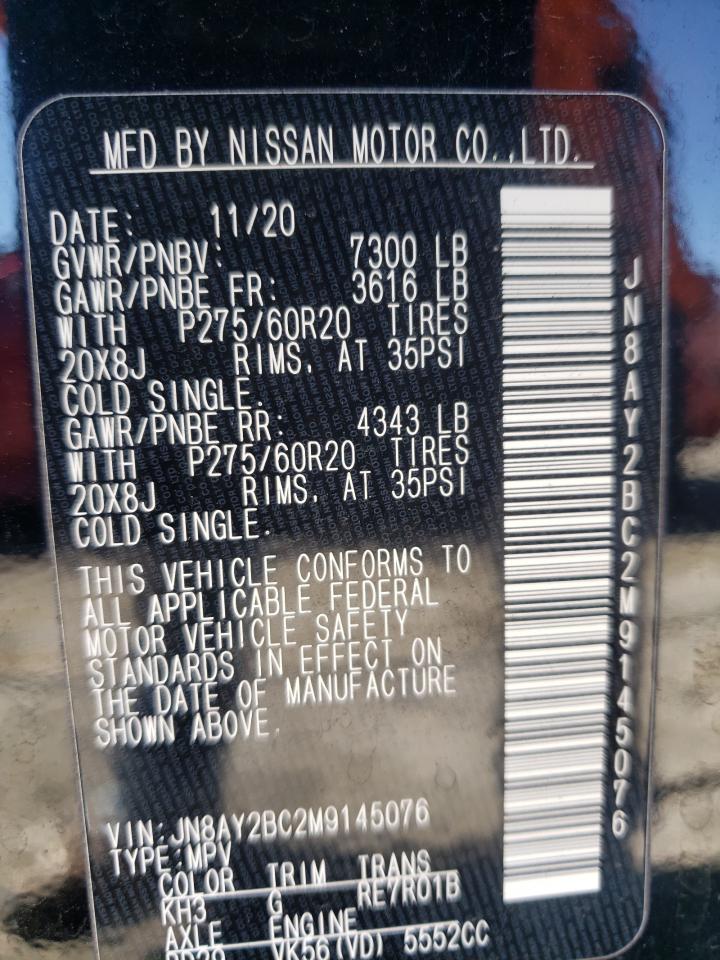 MFD BY NISSAN MOTOR CO.,LTD.
DATE: 11/20
GVWR/PNBV: 7300 LB
GAWR/PNBE FR: 3616 LB
WITH P275/60R20 TIRES
20X8J RIMS. AT 35PSI
COLD SINGLE.
GAWR/PNBE RR: 4343 LB
WITH P275/60R20 TIRES
20X8J RIMS. AT 35PSI
COLD SINGLE.
THIS VEHICLE CONFORMS TO
ALL APPLICABLE FEDERAL
MOTOR VEHICLE SAFETY
STANDARDS IN EFFECT ON
THE DATE OF MANUFACTURE
SHOWN ABOVE.
VIN:JN8AY2BC2M9145076
TYPE:MPV
COLOR TRIM TRANS
KH3 G RE7R01B
AXLE ENGINE
VK56(VD) 5552CC
JN8AY2BC2M9145076